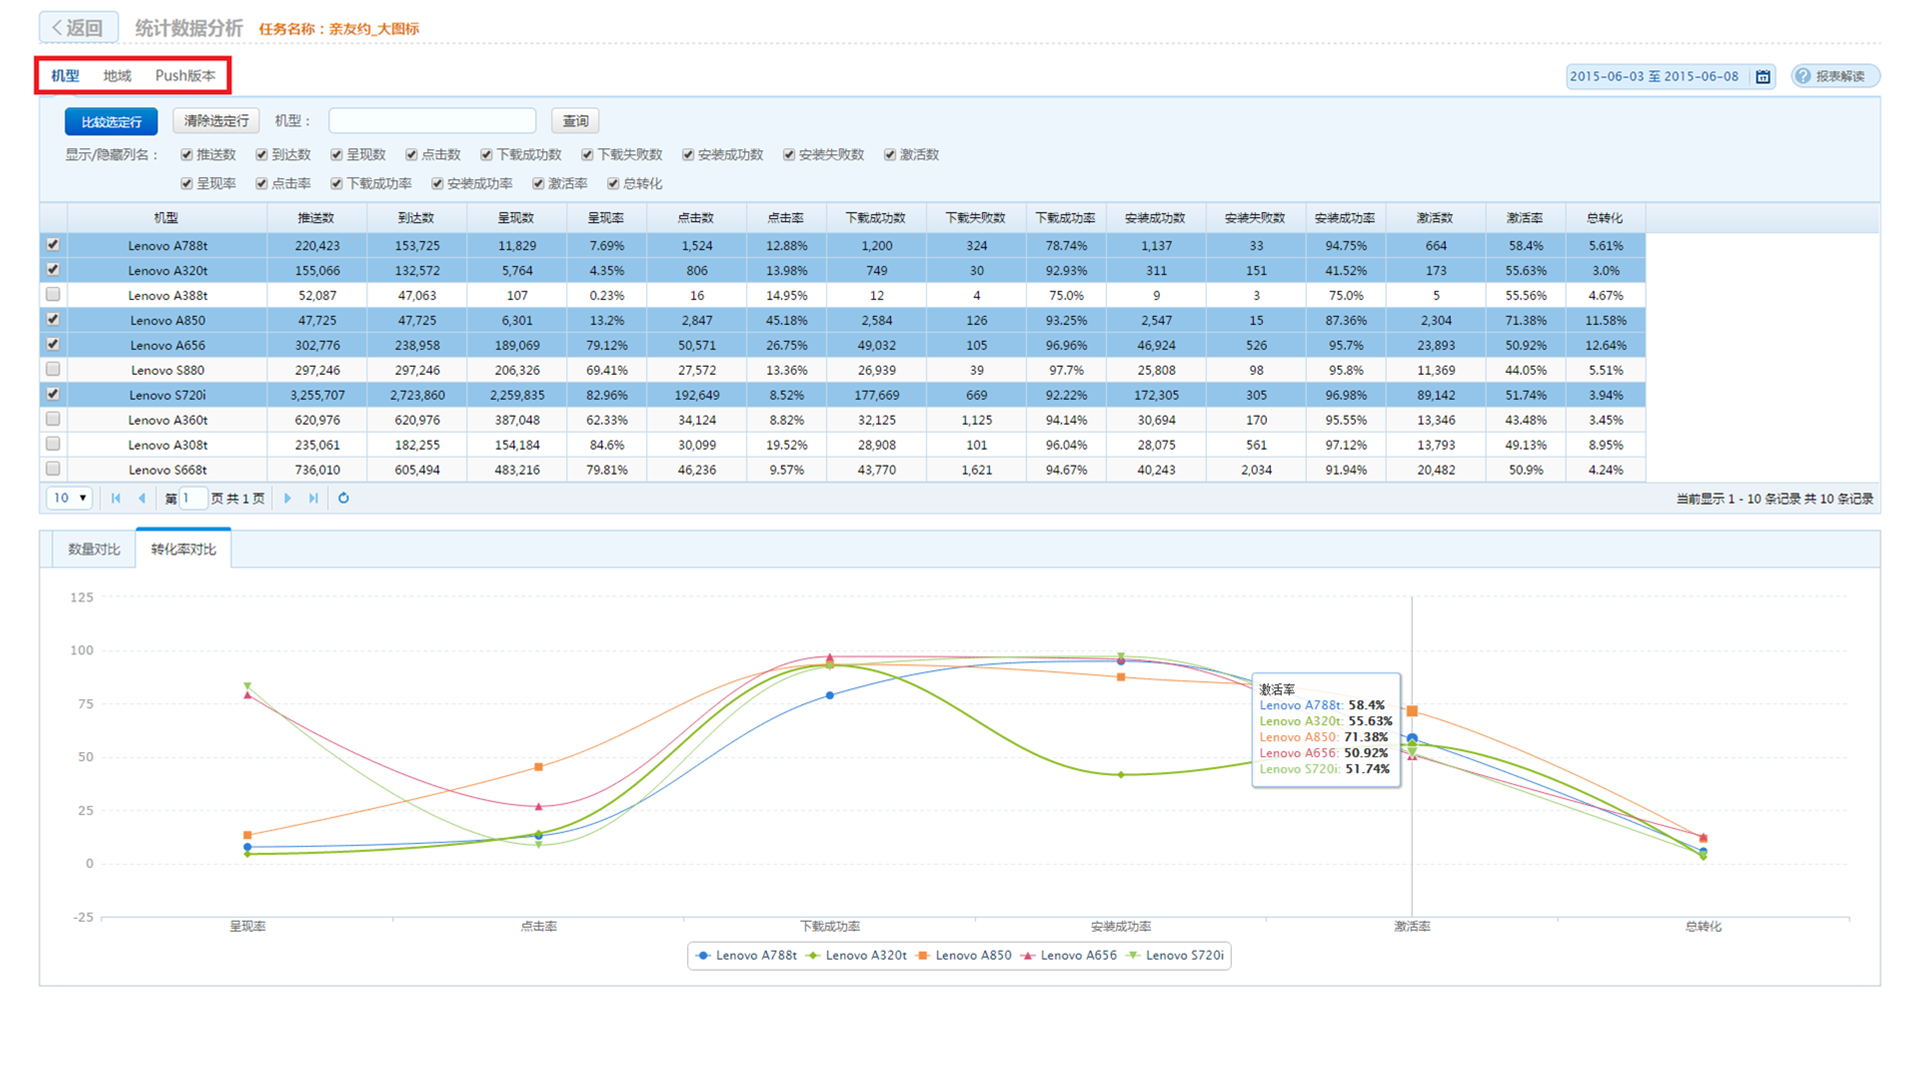 返回 统计数据分析 任务名称：亲友约_大图标
机型 地域 Push版本 2015-06-03 至 2015-06-08 ? 报表解读
比较选定行 清除选定行 机型： 查询
显示/隐藏列名： 推送数 到达数 呈现数 点击数 下载成功数 下载失败数 安装成功数 安装失败数 激活数
呈现率 点击率 下载成功率 安装成功率 激活率 总转化
机型 推送数 到达数 呈现数 呈现率 点击数 点击率 下载成功数 下载失败数 下载成功率 安装成功数 安装失败数 安装成功率 激活数 激活率 总转化
Lenovo A788t 220,423 153,725 11,829 7.69% 1,524 12.88% 1,200 324 78.74% 1,137 33 94.75% 664 58.4% 5.61%
Lenovo A320t 155,066 132,572 5,764 4.35% 806 13.98% 749 30 92.93% 311 151 41.52% 173 55.63% 3.0%
Lenovo A388t 52,087 47,063 107 0.23% 16 14.95% 12 4 75.0% 9 3 75.0% 5 55.56% 4.67%
Lenovo A850 47,725 47,725 6,301 13.2% 2,847 45.18% 2,584 126 93.25% 2,547 15 87.36% 2,304 71.38% 11.58%
Lenovo A656 302,776 238,958 189,069 79.12% 50,571 26.75% 49,032 105 96.96% 46,924 526 95.7% 23,893 50.92% 12.64%
Lenovo S880 297,246 297,246 206,326 69.41% 27,572 13.36% 26,939 39 97.7% 25,808 98 95.8% 11,369 44.05% 5.51%
Lenovo S720i 3,255,707 2,723,860 2,259,835 82.96% 192,649 8.52% 177,669 669 92.22% 172,305 305 96.98% 89,142 51.74% 3.94%
Lenovo A360t 620,976 620,976 387,048 62.33% 34,124 8.82% 32,125 1,125 94.14% 30,694 170 95.55% 13,346 43.48% 3.45%
Lenovo A308t 235,061 182,255 154,184 84.6% 30,099 19.52% 28,908 101 96.04% 28,075 561 97.12% 13,793 49.13% 8.95%
Lenovo S668t 736,010 605,494 483,216 79.81% 46,236 9.57% 43,770 1,621 94.67% 40,243 2,034 91.94% 20,482 50.9% 4.24%
10 第 1 页 共 1 页 当前显示 1 - 10 条记录 共 10 条记录
数量对比 转化率对比
125
100
75
50
25
0
-25
激活率
Lenovo A788t: 58.4%
Lenovo A320t: 55.63%
Lenovo A850: 71.38%
Lenovo A656: 50.92%
Lenovo S720i: 51.74%
呈现率 点击率 下载成功率 安装成功率 激活率 总转化
Lenovo A788t Lenovo A320t Lenovo A850 Lenovo A656 Lenovo S720i